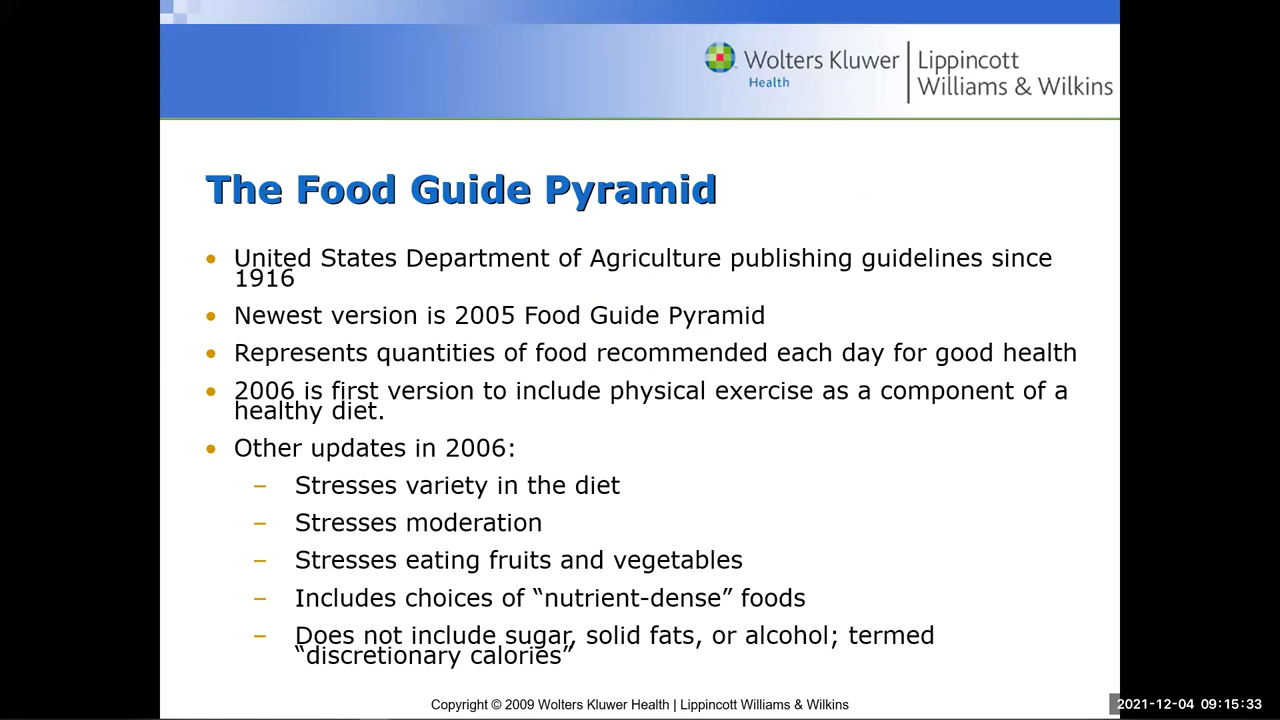 Wolters Kluwer
Health
Lippincott
Williams & Wilkins
The Food Guide Pyramid
• United States Department of Agriculture publishing guidelines since
1916
• Newest version is 2005 Food Guide Pyramid
• Represents quantities of food recommended each day for good health
• 2006 is first version to include physical exercise as a component of a
healthy diet.
• Other updates in 2006:
– Stresses variety in the diet
– Stresses moderation
– Stresses eating fruits and vegetables
– Includes choices of “nutrient-dense” foods
– Does not include sugar, solid fats, or alcohol; termed
“discretionary calories”
Copyright © 2009 Wolters Kluwer Health | Lippincott Williams & Wilkins
2021-12-04 09:15:33